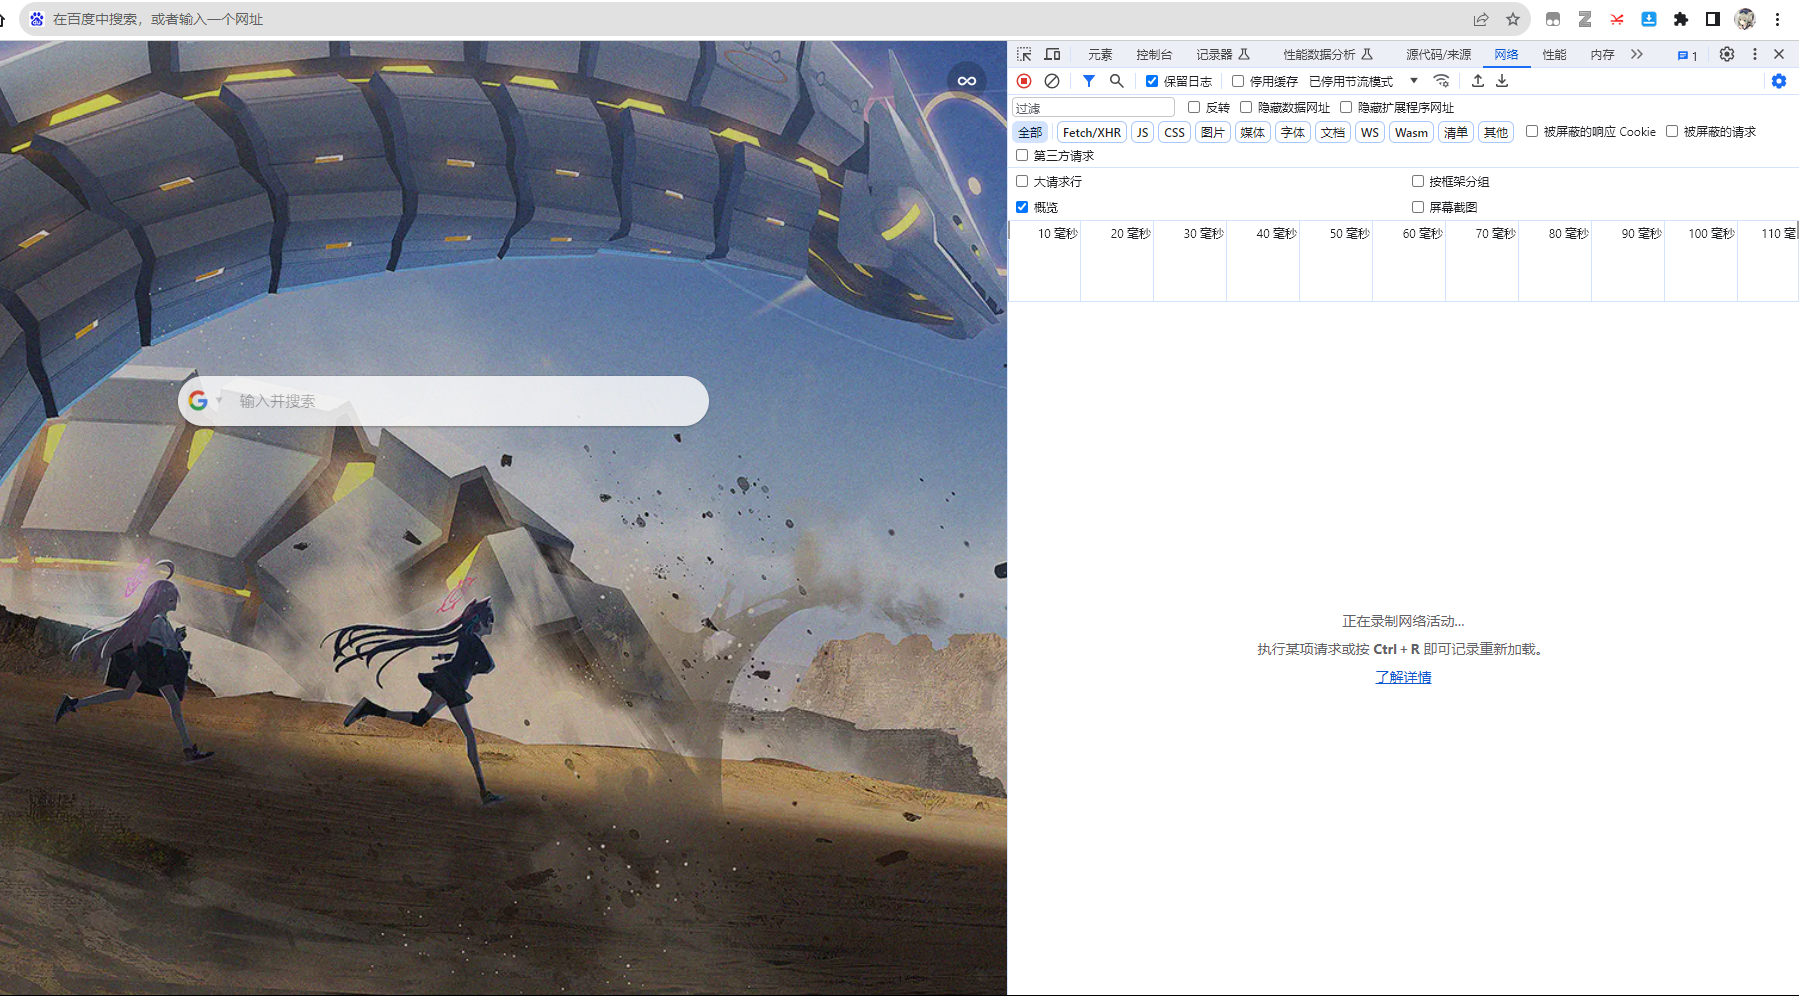 在百度中搜索，或者输入一个网址
元素 控制台 记录器 性能数据分析 源代码/来源 网络 性能 内存 1
保留日志 停用缓存 已停用节流模式
过滤 反转 隐藏数据网址 隐藏扩展程序网址
全部 Fetch/XHR JS CSS 图片 媒体 字体 文档 WS Wasm 清单 其他 被屏蔽的响应 Cookie 被屏蔽的请求
第三方请求
大请求行 按框架分组
概览 屏幕截图
10 毫秒 20 毫秒 30 毫秒 40 毫秒 50 毫秒 60 毫秒 70 毫秒 80 毫秒 90 毫秒 100 毫秒 110 毫
输入并搜索
正在录制网络活动...
执行某项请求或按 Ctrl + R 即可记录重新加载。
了解详情